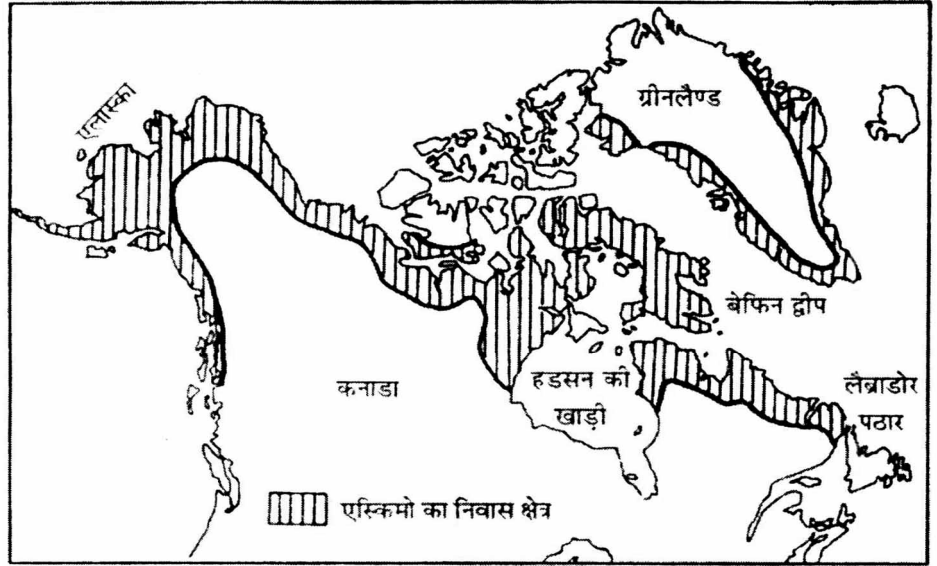 एलास्का
ग्रीनलैण्ड
बेफिन द्वीप
कनाडा
हडसन की
खाड़ी
लैब्राडोर
पठार
एस्किमो का निवास क्षेत्र